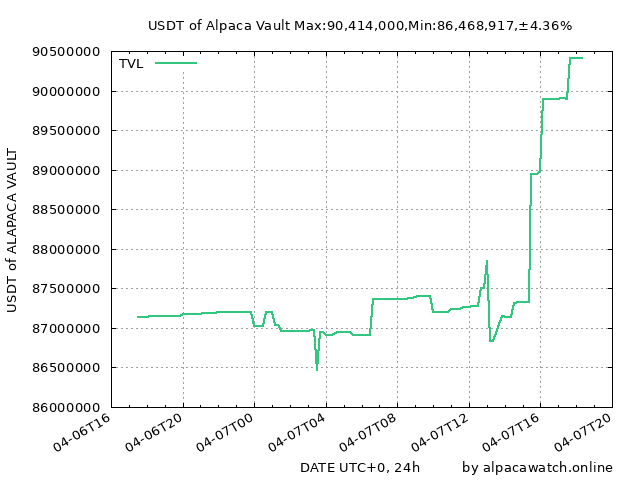 USDT of Alpaca Vault Max:90,414,000,Min:86,468,917,±4.36%
TVL
90500000
90000000
89500000
89000000
88500000
88000000
87500000
87000000
86500000
86000000
USDT of ALAPACA VAULT
04-06T16
04-06T20
04-07T00
04-07T04
04-07T08
04-07T12
04-07T16
04-07T20
DATE UTC+0, 24h
by alpacawatch.online